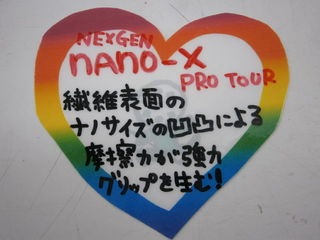 NEXGEN
nANO-X
PRO TOUR
繊維表面の
ナノサイズの凹凸による
摩擦力が強力
グリップを生む!